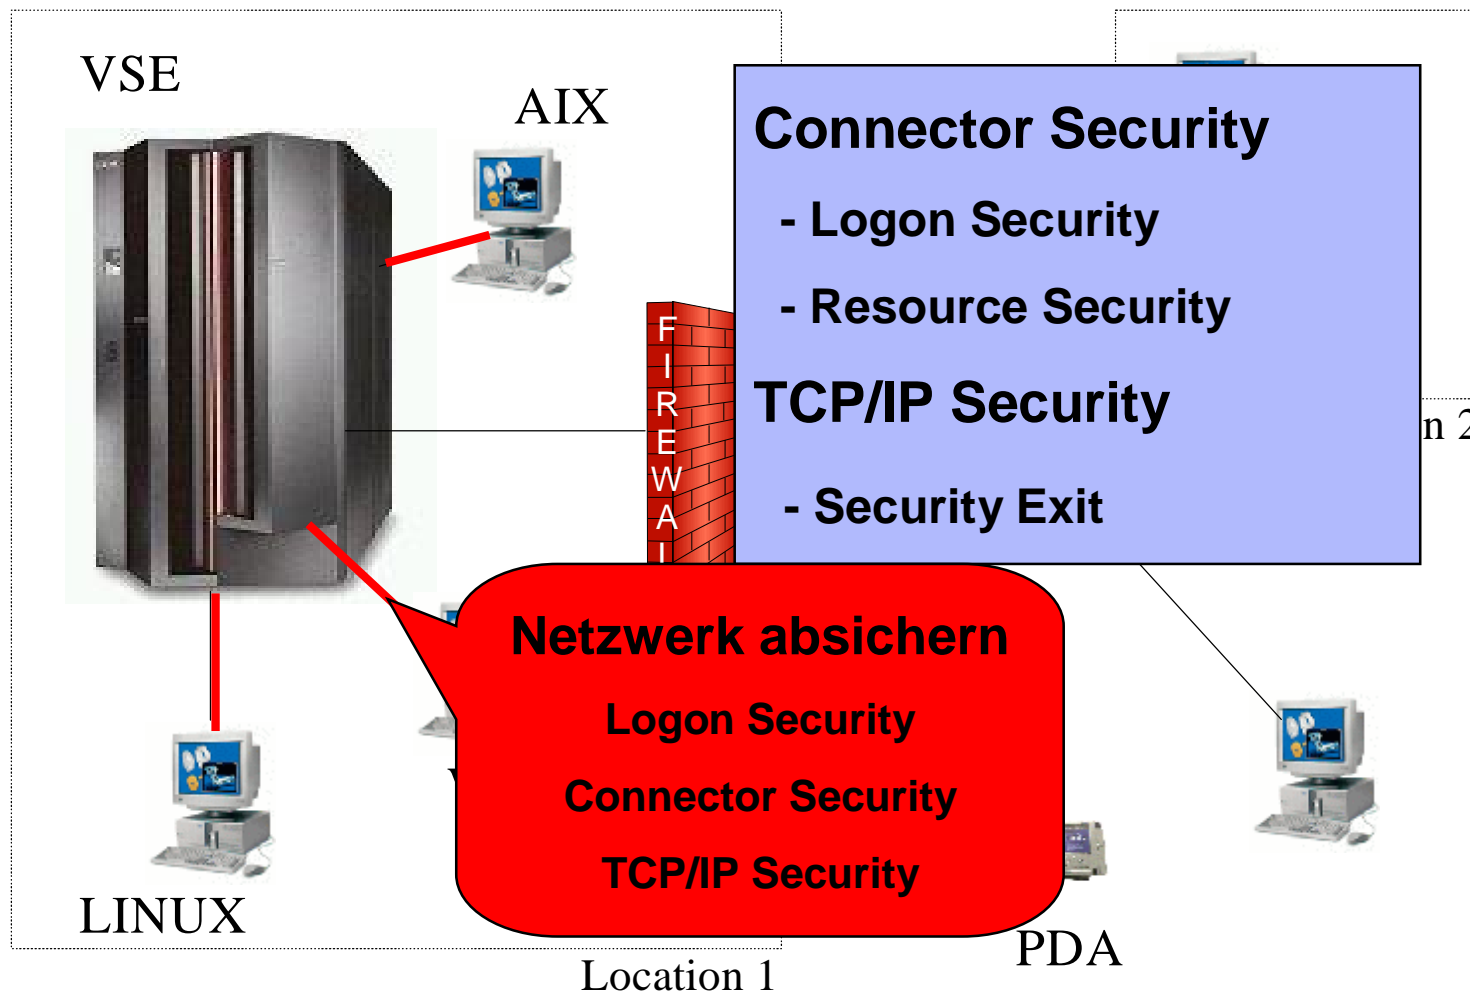 VSE
AIX
Connector Security
- Logon Security
- Resource Security
TCP/IP Security
- Security Exit
n 2
F
I
R
E
W
A
Netzwerk absichern
Logon Security
Connector Security
TCP/IP Security
LINUX
PDA
Location 1